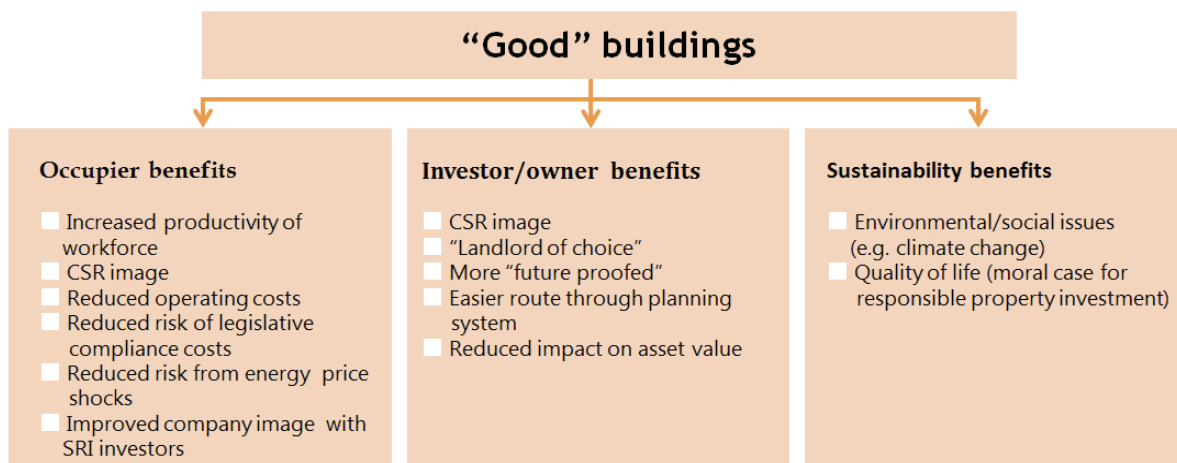 “Good” buildings
Occupier benefits
Increased productivity of
workforce
CSR image
Reduced operating costs
Reduced risk of legislative
compliance costs
Reduced risk from energy price
shocks
Improved company image with
SRI investors
Investor/owner benefits
CSR image
“Landlord of choice”
More “future proofed”
Easier route through planning
system
Reduced impact on asset value
Sustainability benefits
Environmental/social issues
(e.g. climate change)
Quality of life (moral case for
responsible property investment)